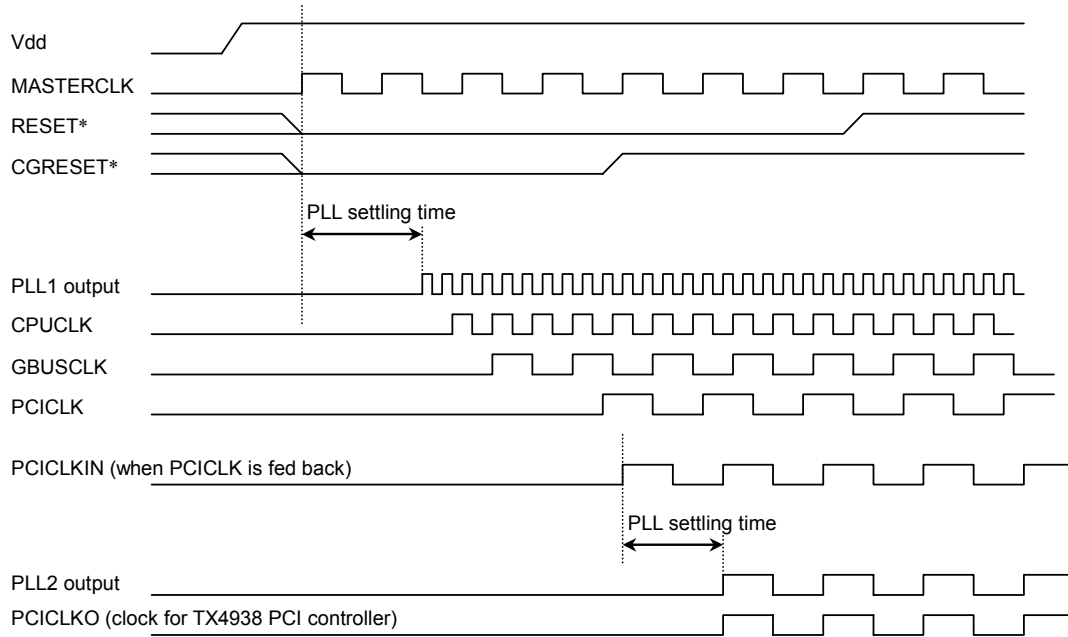 Vdd
MASTERCLK
RESET*
CGRESET*
PLL settling time
PLL1 output
CPUCLK
GBUSCLK
PCICLK
PCICLKIN (when PCICLK is fed back)
PLL settling time
PLL2 output
PCICLKO (clock for TX4938 PCI controller)